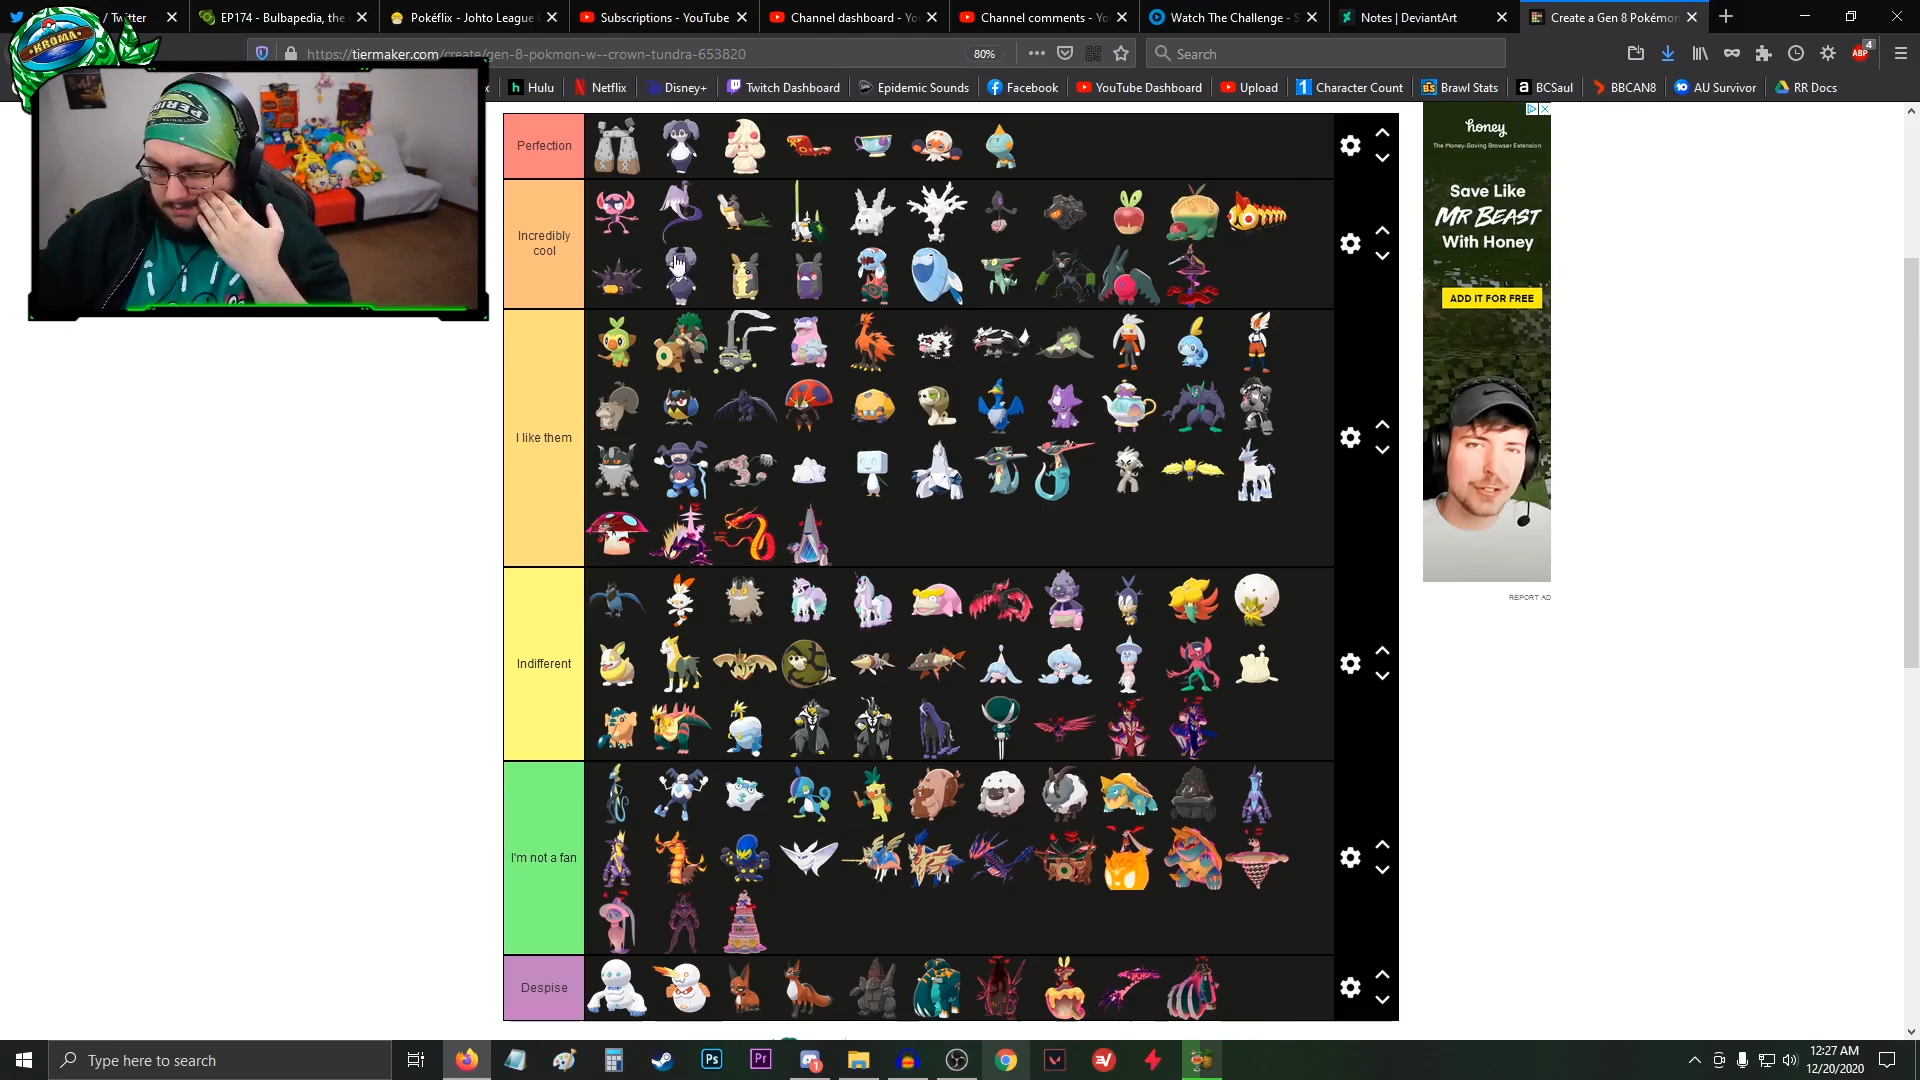 / Twitter
EP174 - Bulbapedia, the
Pokéflix - Johto League
Subscriptions - YouTube
Channel dashboard - Yo
Channel comments - Yo
Watch The Challenge - S
Notes | DeviantArt
Create a Gen 8 Pokémon
KROMA
https://tiermaker.com/create/gen-8-pokmon-w--crown-tundra-653820
80%
Search
4
ABP
Hulu
Netflix
Disney+
Twitch Dashboard
Epidemic Sounds
Facebook
YouTube Dashboard
Upload
Character Count
Brawl Stats
BCSaul
BBCAN8
AU Survivor
RR Docs
Perfection
Incredibly
cool
I like them
Indifferent
I'm not a fan
Despise
honey
The Money-Saving Browser Extension
Save Like
MR BEAST
With Honey
ADD IT FOR FREE
REPORT AD
Type here to search
Ps
Pr
1
12:27 AM
12/20/2020